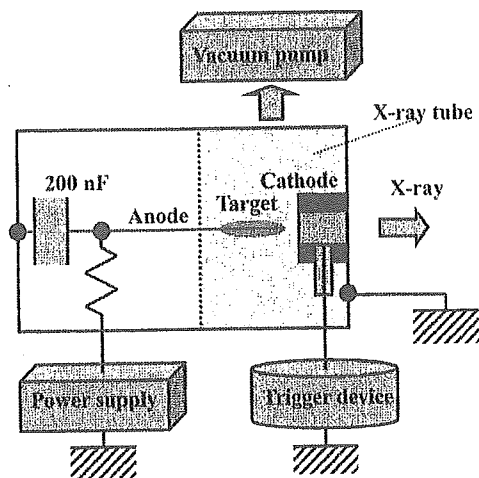 Vacuum pump
X-ray tube
200 nF
Cathode
X-ray
Anode
Target
Power supply
Trigger device